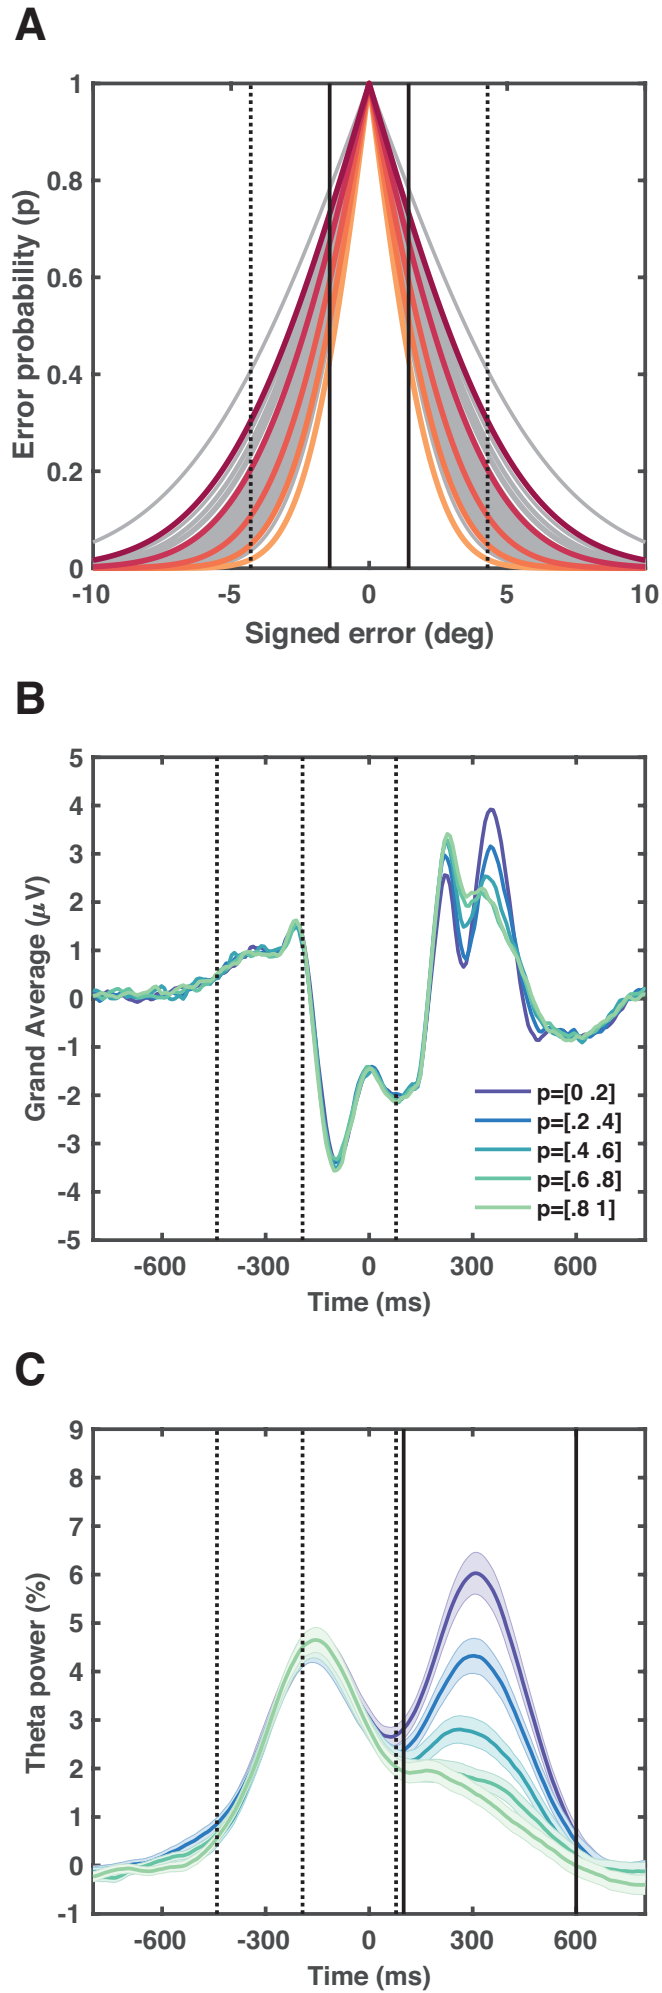 A
1
0.8
0.6
0.4
0.2
0
Error probability (p)
-10 -5 0 5 10
Signed error (deg)
B
5
4
3
2
1
0
-1
-2
-3
-4
-5
Grand Average (μV)
p=[0 .2]
p=[.2 .4]
p=[.4 .6]
p=[.6 .8]
p=[.8 1]
-600 -300 0 300 600
Time (ms)
C
9
8
7
6
5
4
3
2
1
0
-1
Theta power (%)
-600 -300 0 300 600
Time (ms)